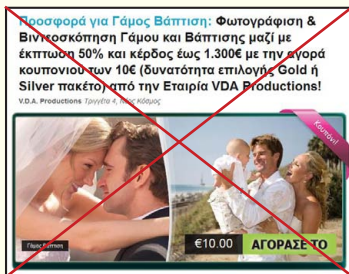 Προσφορά για Γάμος Βάπτιση: Φωτογράφιση &
Βιντεοσκόπηση Γάμου και Βάπτισης μαζί με
έκπτωση 50% και κέρδος έως 1.300€ με την αγορά
κουπονιού των 10€ (δυνατότητα επιλογής Gold ή
Silver πακέτο) από την Εταιρία VDA Productions!
V.D.A. Productions Τριγγέτα 4, Νέος Κόσμος
Κουπόνι!
Γάμος Βάπτιση
€10.00 ΑΓΟΡΑΣΕ ΤΟ